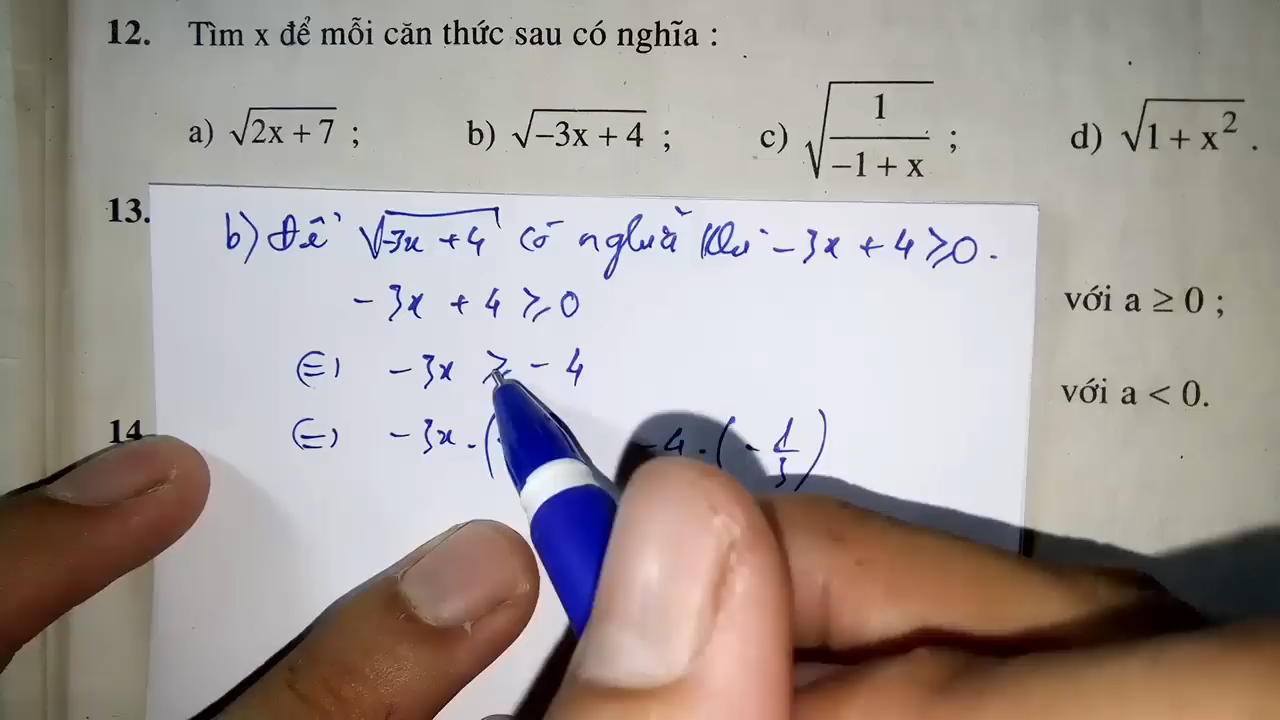 12. Tìm x để mỗi căn thức sau có nghĩa :
a) √2x + 7 ; b) √−3x + 4 ; c) √1/−1 + x ; d) √1 + x² .
13.
b) Để √-3x + 4 có nghĩa khi -3x + 4 ≥ 0.
-3x + 4 ≥ 0
với a ≥ 0 ;
(=) -3x ≥ -4
với a < 0.
14
(=) -3x . ( -4 . (-1/3)